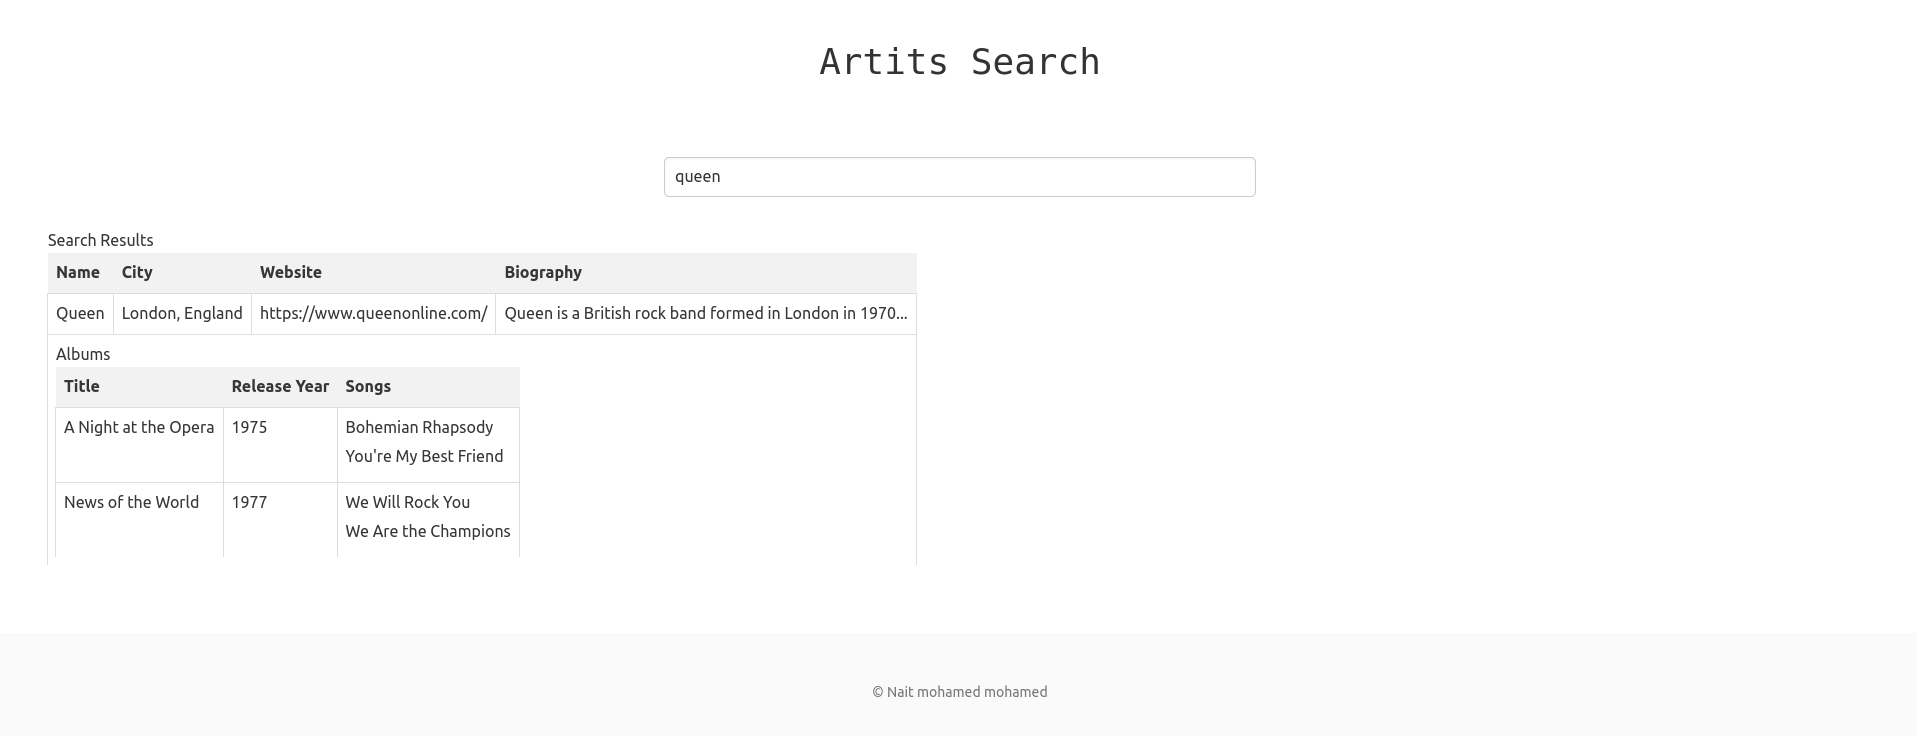 Artits Search
queen
Search Results
Name City Website Biography
Queen London, England https://www.queenonline.com/ Queen is a British rock band formed in London in 1970...
Albums
Title Release Year Songs
A Night at the Opera 1975 Bohemian Rhapsody
You're My Best Friend
News of the World 1977 We Will Rock You
We Are the Champions
© Nait mohamed mohamed